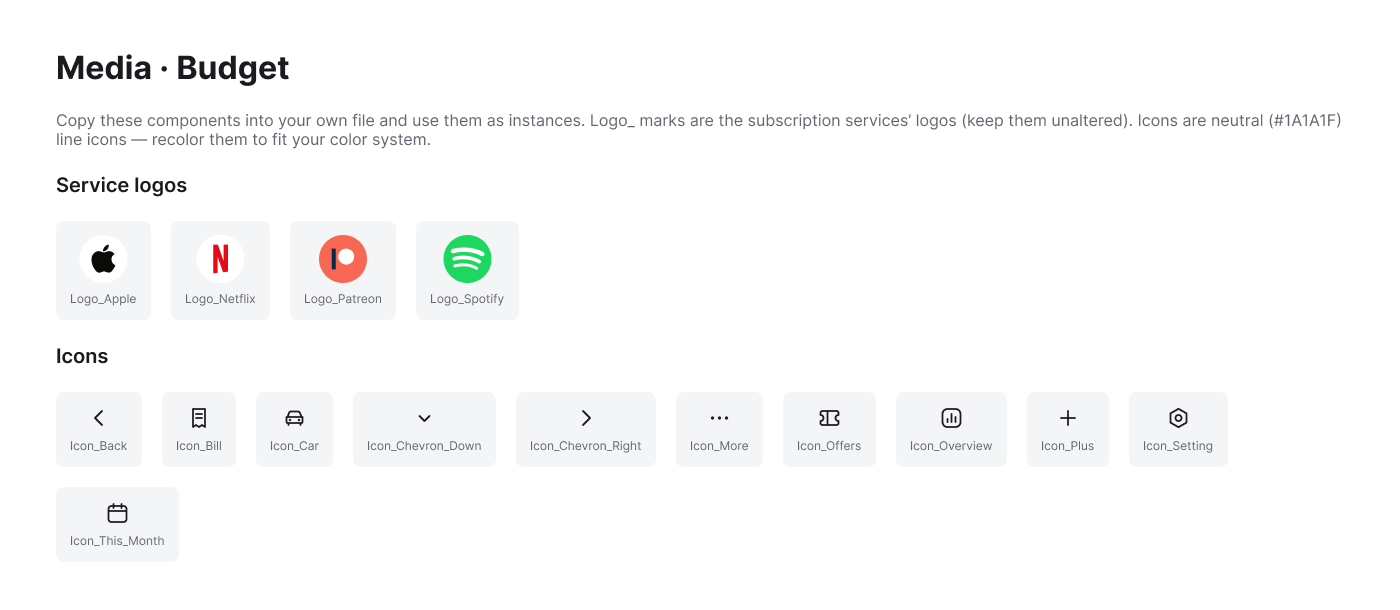 Media · Budget
Copy these components into your own file and use them as instances. Logo_ marks are the subscription services’ logos (keep them unaltered). Icons are neutral (#1A1A1F)
line icons — recolor them to fit your color system.
Service logos
Logo_Apple
Logo_Netflix
Logo_Patreon
Logo_Spotify
Icons
Icon_Back
Icon_Bill
Icon_Car
Icon_Chevron_Down
Icon_Chevron_Right
Icon_More
Icon_Offers
Icon_Overview
Icon_Plus
Icon_Setting
Icon_This_Month